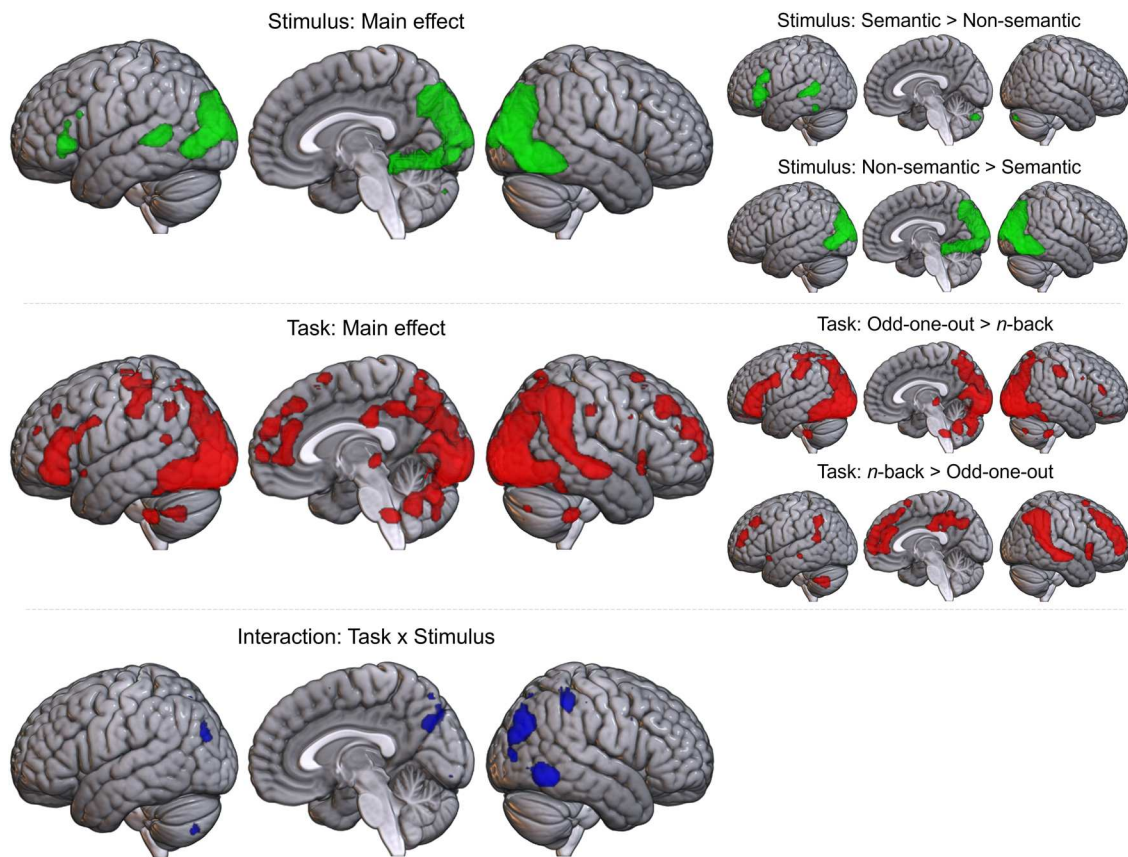 Stimulus: Main effect
Stimulus: Semantic > Non-semantic
Stimulus: Non-semantic > Semantic
Task: Main effect
Task: Odd-one-out > n-back
Task: n-back > Odd-one-out
Interaction: Task x Stimulus